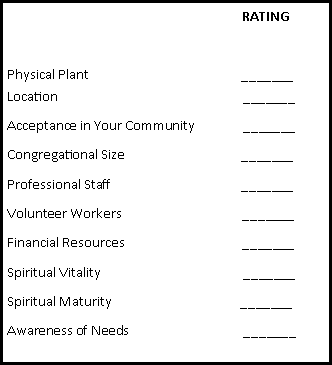 RATING
Physical Plant _______
Location _______
Acceptance in Your Community _______
Congregational Size _______
Professional Staff _______
Volunteer Workers _______
Financial Resources _______
Spiritual Vitality _______
Spiritual Maturity _______
Awareness of Needs _______